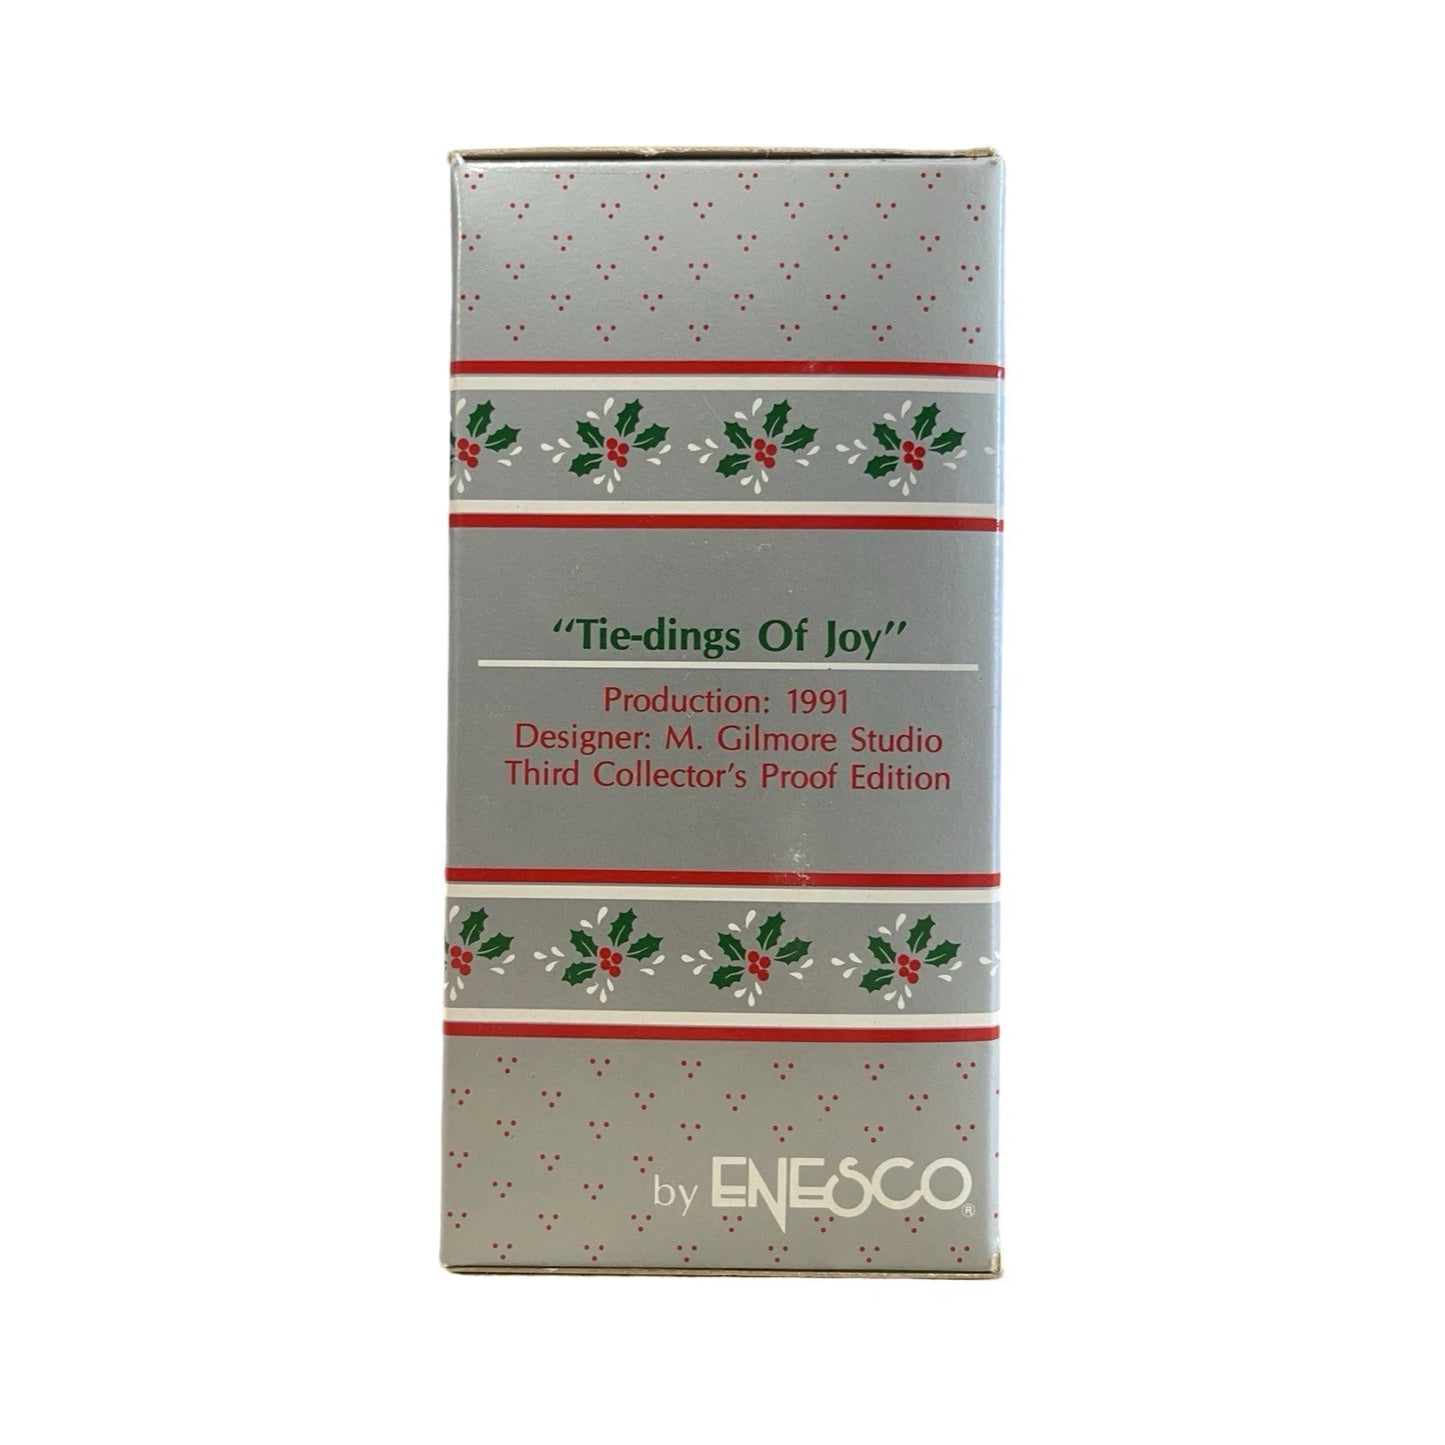 “Tie-dings Of Joy”
Production: 1991
Designer: M. Gilmore Studio
Third Collector's Proof Edition
by ENESCO®